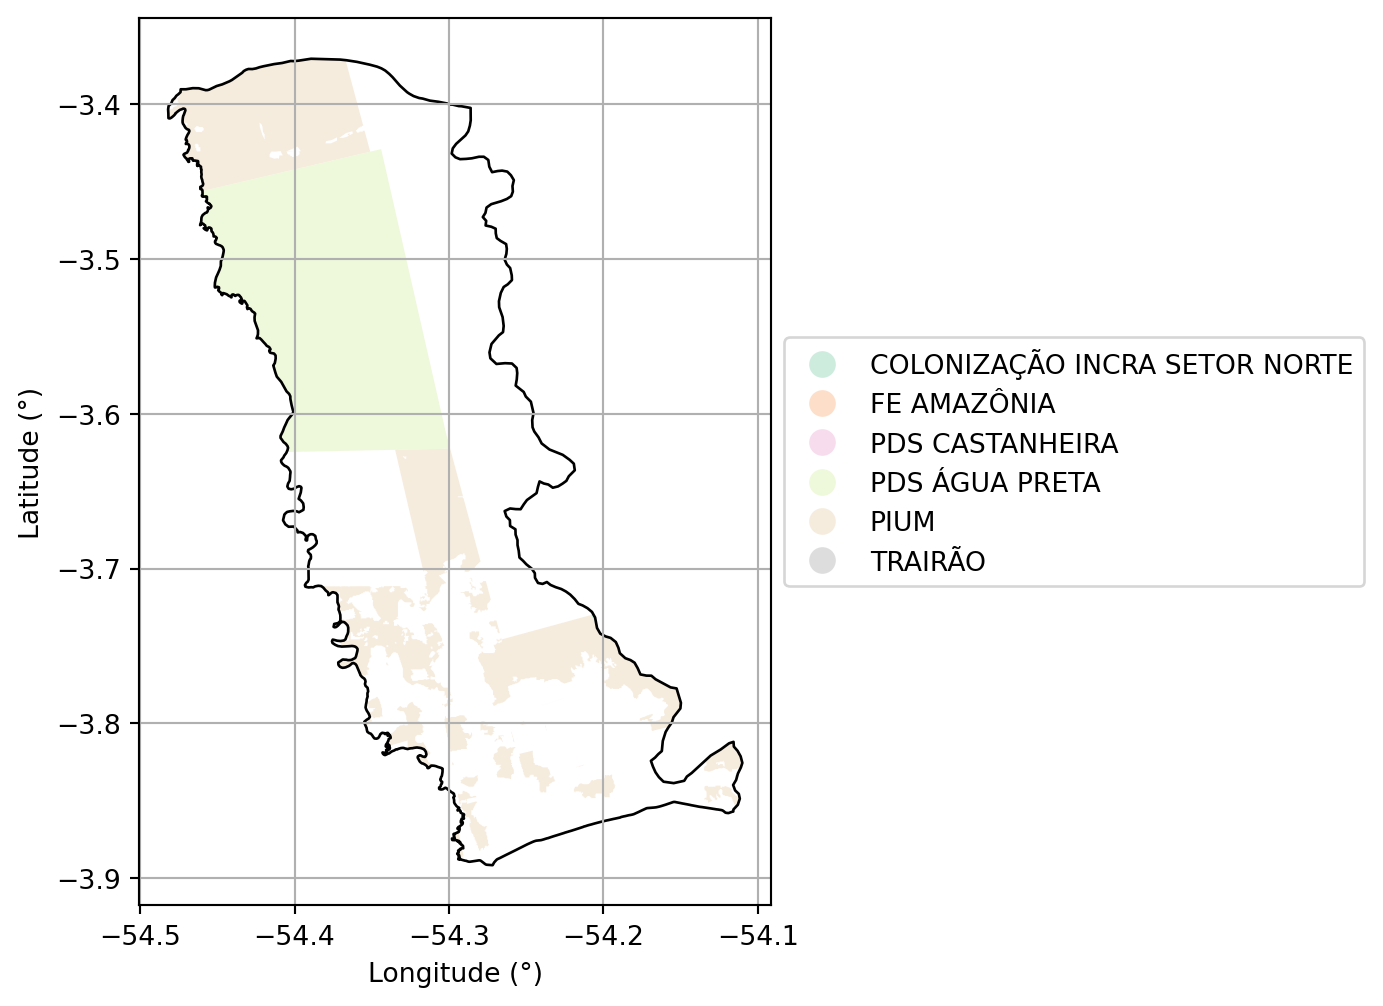 −3.4
−3.5
−3.6
−3.7
−3.8
−3.9
−54.5
−54.4
−54.3
−54.2
−54.1
Longitude (°)
Latitude (°)
COLONIZAÇÃO INCRA SETOR NORTE
FE AMAZÔNIA
PDS CASTANHEIRA
PDS ÁGUA PRETA
PIUM
TRAIRÃO